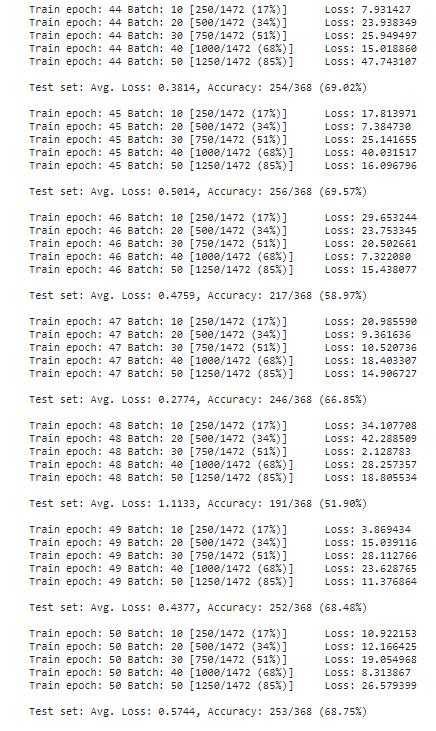 Train epoch: 44 Batch: 10 [250/1472 (17%)] Loss: 7.931427
Train epoch: 44 Batch: 20 [500/1472 (34%)] Loss: 23.938349
Train epoch: 44 Batch: 30 [750/1472 (51%)] Loss: 25.949497
Train epoch: 44 Batch: 40 [1000/1472 (68%)] Loss: 15.018860
Train epoch: 44 Batch: 50 [1250/1472 (85%)] Loss: 47.743107
Test set: Avg. Loss: 0.3814, Accuracy: 254/368 (69.02%)
Train epoch: 45 Batch: 10 [250/1472 (17%)] Loss: 17.813971
Train epoch: 45 Batch: 20 [500/1472 (34%)] Loss: 7.384730
Train epoch: 45 Batch: 30 [750/1472 (51%)] Loss: 25.141655
Train epoch: 45 Batch: 40 [1000/1472 (68%)] Loss: 40.031517
Train epoch: 45 Batch: 50 [1250/1472 (85%)] Loss: 16.096796
Test set: Avg. Loss: 0.5014, Accuracy: 256/368 (69.57%)
Train epoch: 46 Batch: 10 [250/1472 (17%)] Loss: 29.653244
Train epoch: 46 Batch: 20 [500/1472 (34%)] Loss: 23.753345
Train epoch: 46 Batch: 30 [750/1472 (51%)] Loss: 20.502661
Train epoch: 46 Batch: 40 [1000/1472 (68%)] Loss: 7.322080
Train epoch: 46 Batch: 50 [1250/1472 (85%)] Loss: 15.438077
Test set: Avg. Loss: 0.4759, Accuracy: 217/368 (58.97%)
Train epoch: 47 Batch: 10 [250/1472 (17%)] Loss: 20.985590
Train epoch: 47 Batch: 20 [500/1472 (34%)] Loss: 9.361636
Train epoch: 47 Batch: 30 [750/1472 (51%)] Loss: 10.520736
Train epoch: 47 Batch: 40 [1000/1472 (68%)] Loss: 18.403307
Train epoch: 47 Batch: 50 [1250/1472 (85%)] Loss: 14.906727
Test set: Avg. Loss: 0.2774, Accuracy: 246/368 (66.85%)
Train epoch: 48 Batch: 10 [250/1472 (17%)] Loss: 34.107708
Train epoch: 48 Batch: 20 [500/1472 (34%)] Loss: 42.288509
Train epoch: 48 Batch: 30 [750/1472 (51%)] Loss: 2.128783
Train epoch: 48 Batch: 40 [1000/1472 (68%)] Loss: 28.257357
Train epoch: 48 Batch: 50 [1250/1472 (85%)] Loss: 18.805534
Test set: Avg. Loss: 1.1133, Accuracy: 191/368 (51.90%)
Train epoch: 49 Batch: 10 [250/1472 (17%)] Loss: 3.869434
Train epoch: 49 Batch: 20 [500/1472 (34%)] Loss: 15.039116
Train epoch: 49 Batch: 30 [750/1472 (51%)] Loss: 28.112766
Train epoch: 49 Batch: 40 [1000/1472 (68%)] Loss: 23.628765
Train epoch: 49 Batch: 50 [1250/1472 (85%)] Loss: 11.376864
Test set: Avg. Loss: 0.4377, Accuracy: 252/368 (68.48%)
Train epoch: 50 Batch: 10 [250/1472 (17%)] Loss: 10.922153
Train epoch: 50 Batch: 20 [500/1472 (34%)] Loss: 12.166425
Train epoch: 50 Batch: 30 [750/1472 (51%)] Loss: 19.054968
Train epoch: 50 Batch: 40 [1000/1472 (68%)] Loss: 8.313867
Train epoch: 50 Batch: 50 [1250/1472 (85%)] Loss: 26.579399
Test set: Avg. Loss: 0.5744, Accuracy: 253/368 (68.75%)